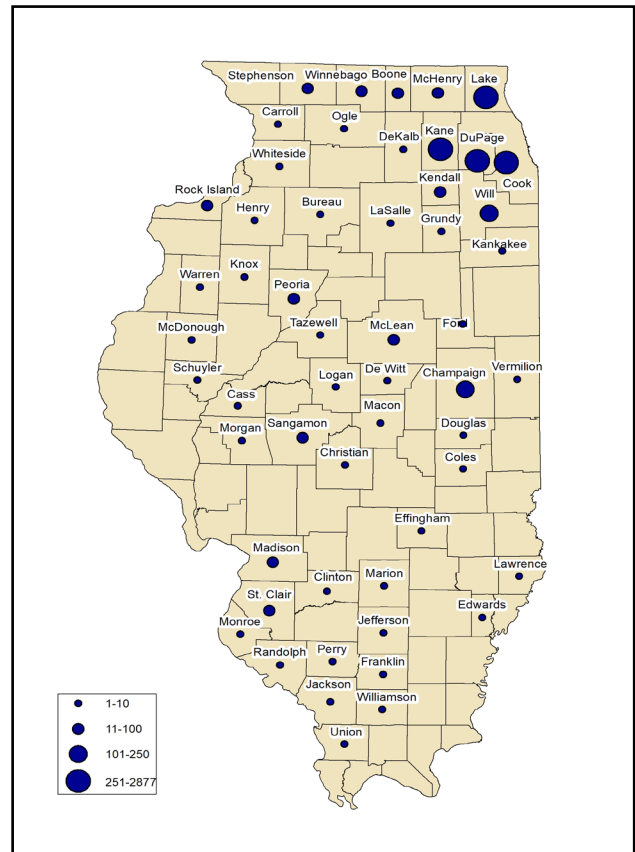 Stephenson Winnebago Boone McHenry Lake
Carroll Ogle
DeKalb Kane DuPage
Whiteside
Cook
Kendall
Rock Island Will
Henry Bureau LaSalle Grundy
Kankakee
Warren Knox
Peoria
McDonough Tazewell McLean Ford
Schuyler Logan De Witt Champaign Vermilion
Cass
Macon
Morgan Sangamon Douglas
Christian Coles
Effingham
Madison
Clinton Marion Lawrence
St. Clair Edwards
Monroe Jefferson
Randolph Perry Franklin
Jackson Williamson
Union
1-10
11-100
101-250
251-2877